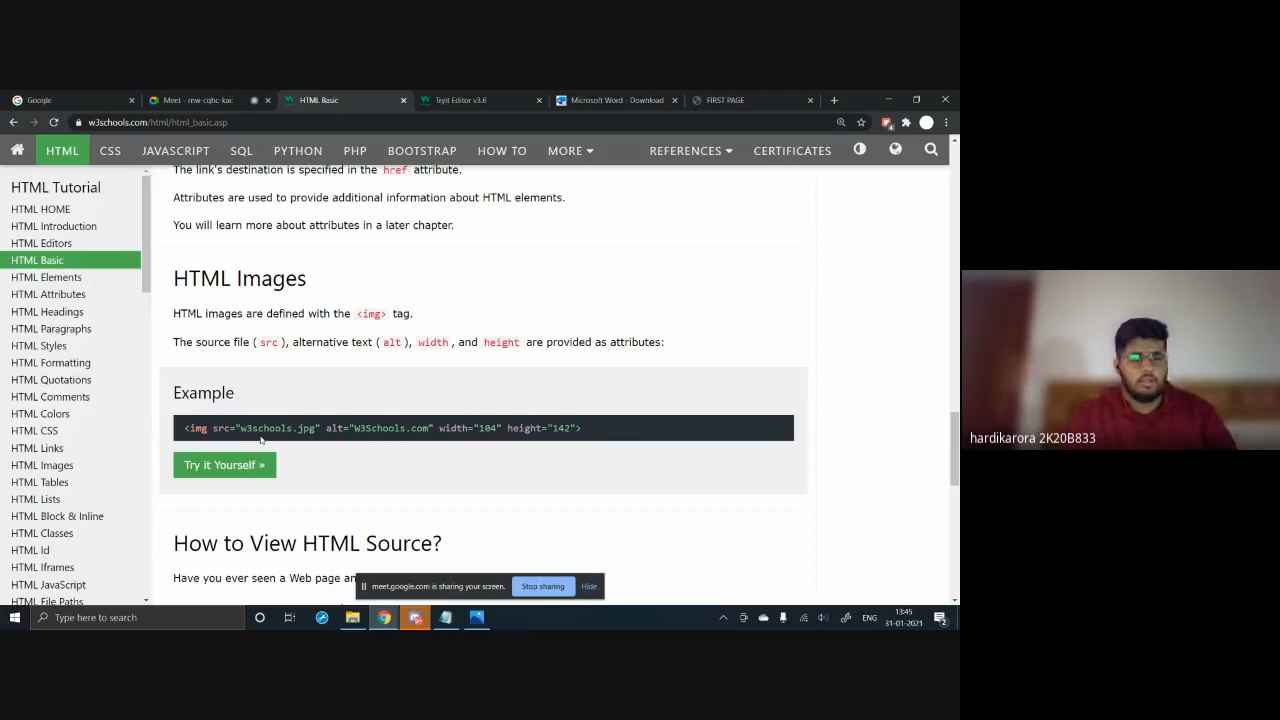 Google
Meet - mw-cqhc-kac
HTML Basic
Tryit Editor v3.6
Microsoft Word - Download
FIRST PAGE
w3schools.com/html/html_basic.asp
HTML CSS JAVASCRIPT SQL PYTHON PHP BOOTSTRAP HOW TO MORE REFERENCES CERTIFICATES
HTML Tutorial
HTML HOME
HTML Introduction
HTML Editors
HTML Basic
HTML Elements
HTML Attributes
HTML Headings
HTML Paragraphs
HTML Styles
HTML Formatting
HTML Quotations
HTML Comments
HTML Colors
HTML CSS
HTML Links
HTML Images
HTML Tables
HTML Lists
HTML Block & Inline
HTML Classes
HTML Id
HTML Iframes
HTML JavaScript
HTML File Paths
The link's destination is specified in the href attribute.
Attributes are used to provide additional information about HTML elements.
You will learn more about attributes in a later chapter.
HTML Images
HTML images are defined with the <img> tag.
The source file (src), alternative text (alt), width, and height are provided as attributes:
Example
<img src="w3schools.jpg" alt="W3Schools.com" width="104" height="142">
Try it Yourself »
How to View HTML Source?
Have you ever seen a Web page an
meet.google.com is sharing your screen. Stop sharing Hide
hardikarora 2K20B833
Type here to search
ENG
13:45
31-01-2021